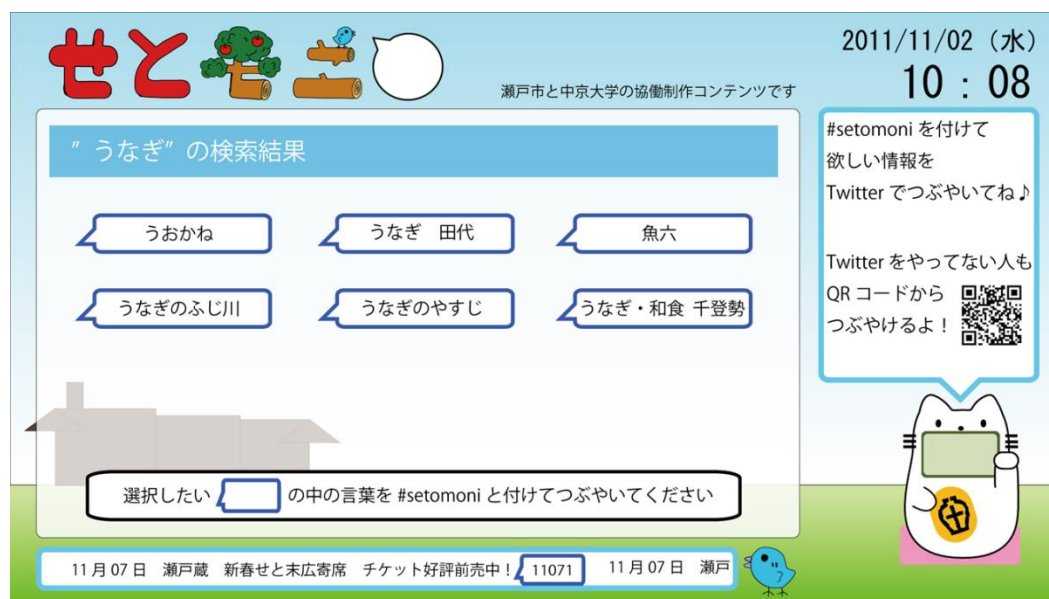 せとモニ
瀬戸市と中京大学の協働制作コンテンツです
2011/11/02（水）
10：08
”うなぎ”の検索結果
うおかね
うなぎ 田代
魚六
うなぎのふじ川
うなぎのやすじ
うなぎ・和食 千登勢
選択したい の中の言葉を #setomoni と付けてつぶやいてください
#setomoni を付けて
欲しい情報を
Twitter でつぶやいてね♪
Twitter をやってない人も
QR コードから
つぶやけるよ！
11月07日 瀬戸蔵 新春せと末広寄席 チケット好評前売中！ 11071 11月07日 瀬戸